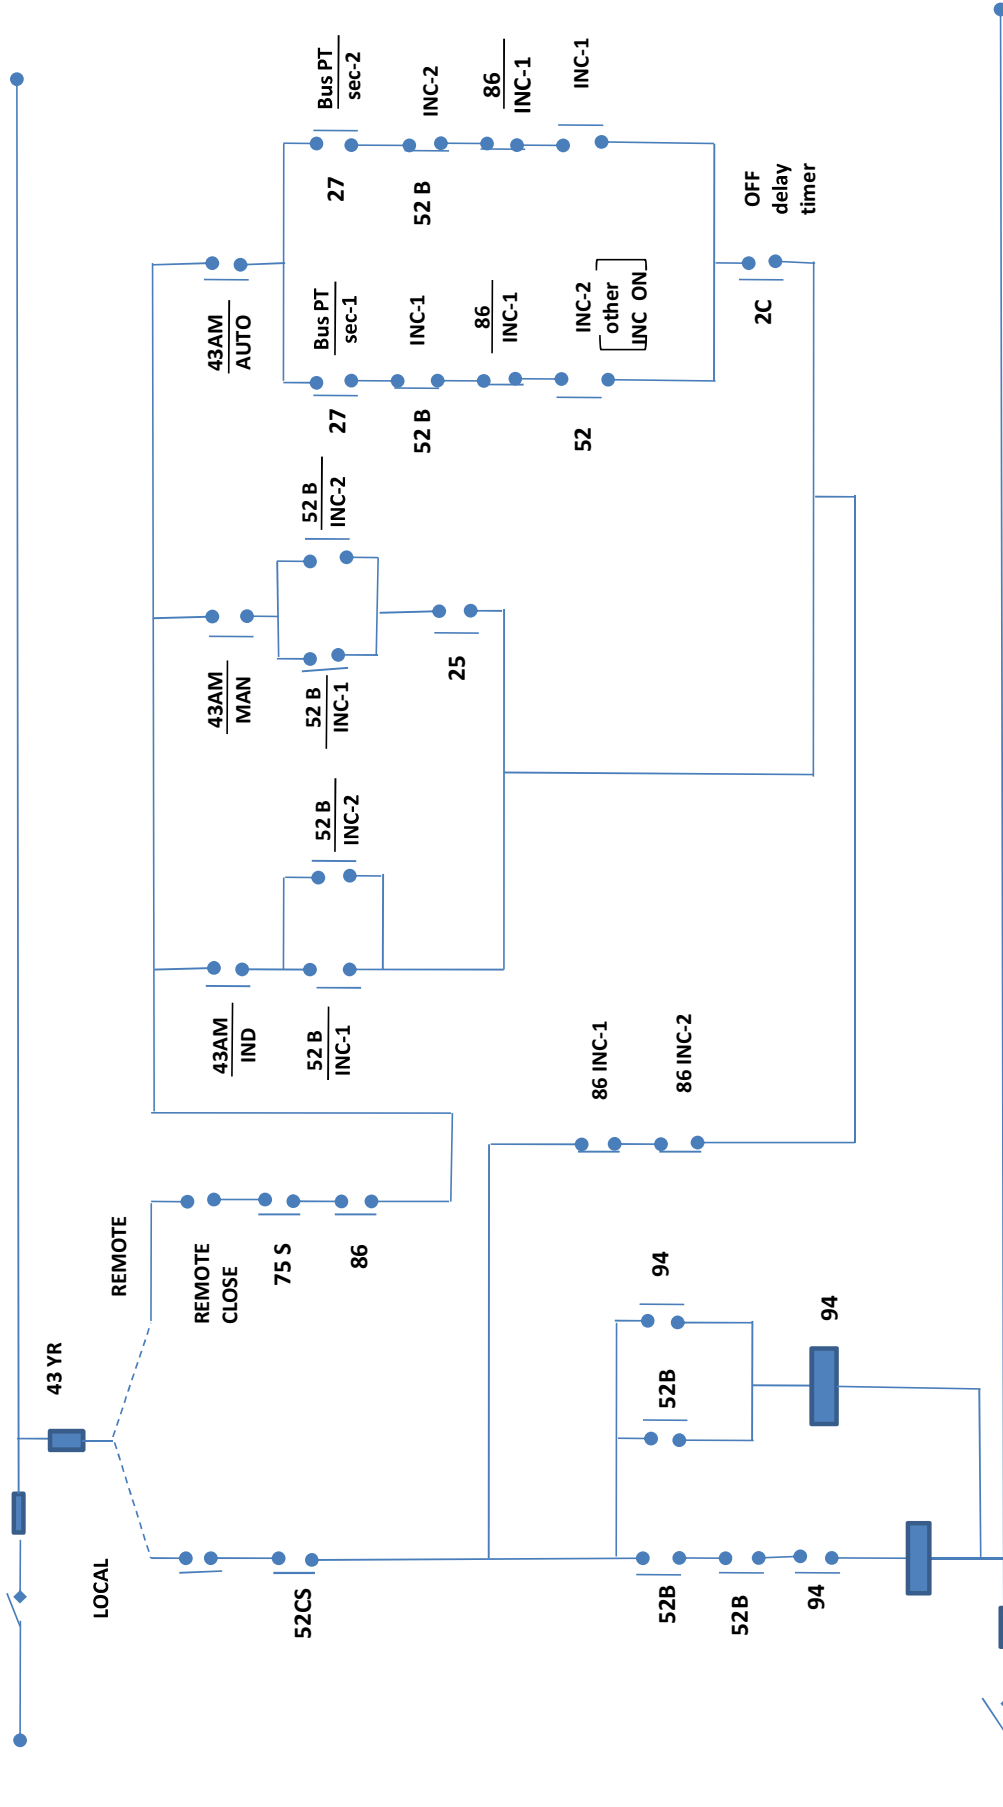 43 YR
LOCAL
REMOTE
52CS
REMOTE
CLOSE
75 S
86
43AM
IND
52 B
INC-1
52 B
INC-2
43AM
MAN
52 B
INC-1
52 B
INC-2
25
43AM
AUTO
Bus PT
sec-1
27
INC-1
52 B
86
INC-1
INC-2
other
INC ON
52
Bus PT
sec-2
27
INC-2
52 B
86
INC-1
INC-1
2C
OFF
delay
timer
86 INC-1
86 INC-2
52B
52B
94
52B
94
94